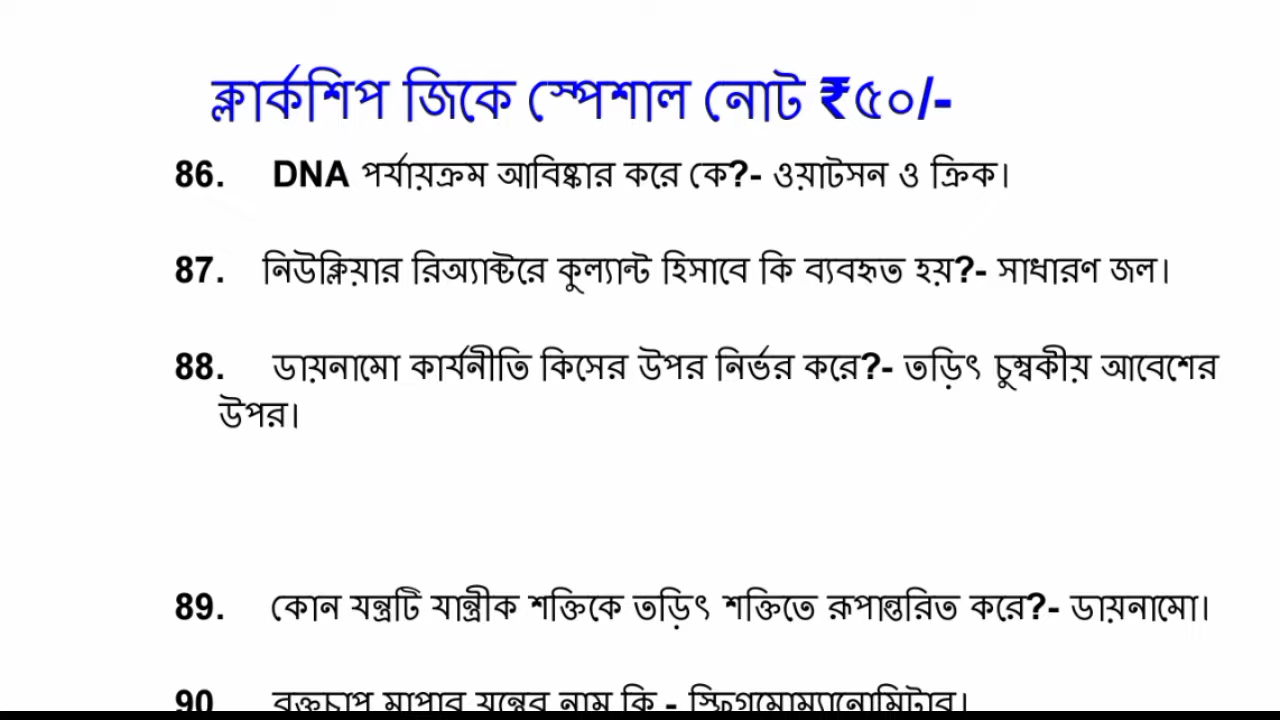 ক্লার্কশিপ জিকে স্পেশাল নোট ₹৫০/-
86. DNA পর্যায়ক্রম আবিষ্কার করে কে?- ওয়াটসন ও ক্রিক।
87. নিউক্লিয়ার রিঅ্যাক্টরে কুল্যান্ট হিসাবে কি ব্যবহৃত হয়?- সাধারণ জল।
88. ডায়নামো কার্যনীতি কিসের উপর নির্ভর করে?- তড়িৎ চুম্বকীয় আবেশের
উপর।
89. কোন যন্ত্রটি যান্ত্রীক শক্তিকে তড়িৎ শক্তিতে রূপান্তরিত করে?- ডায়নামো।
90. রক্তচাপ মাপার যন্ত্রের নাম কি - স্ফিগমোম্যানোমিটার।